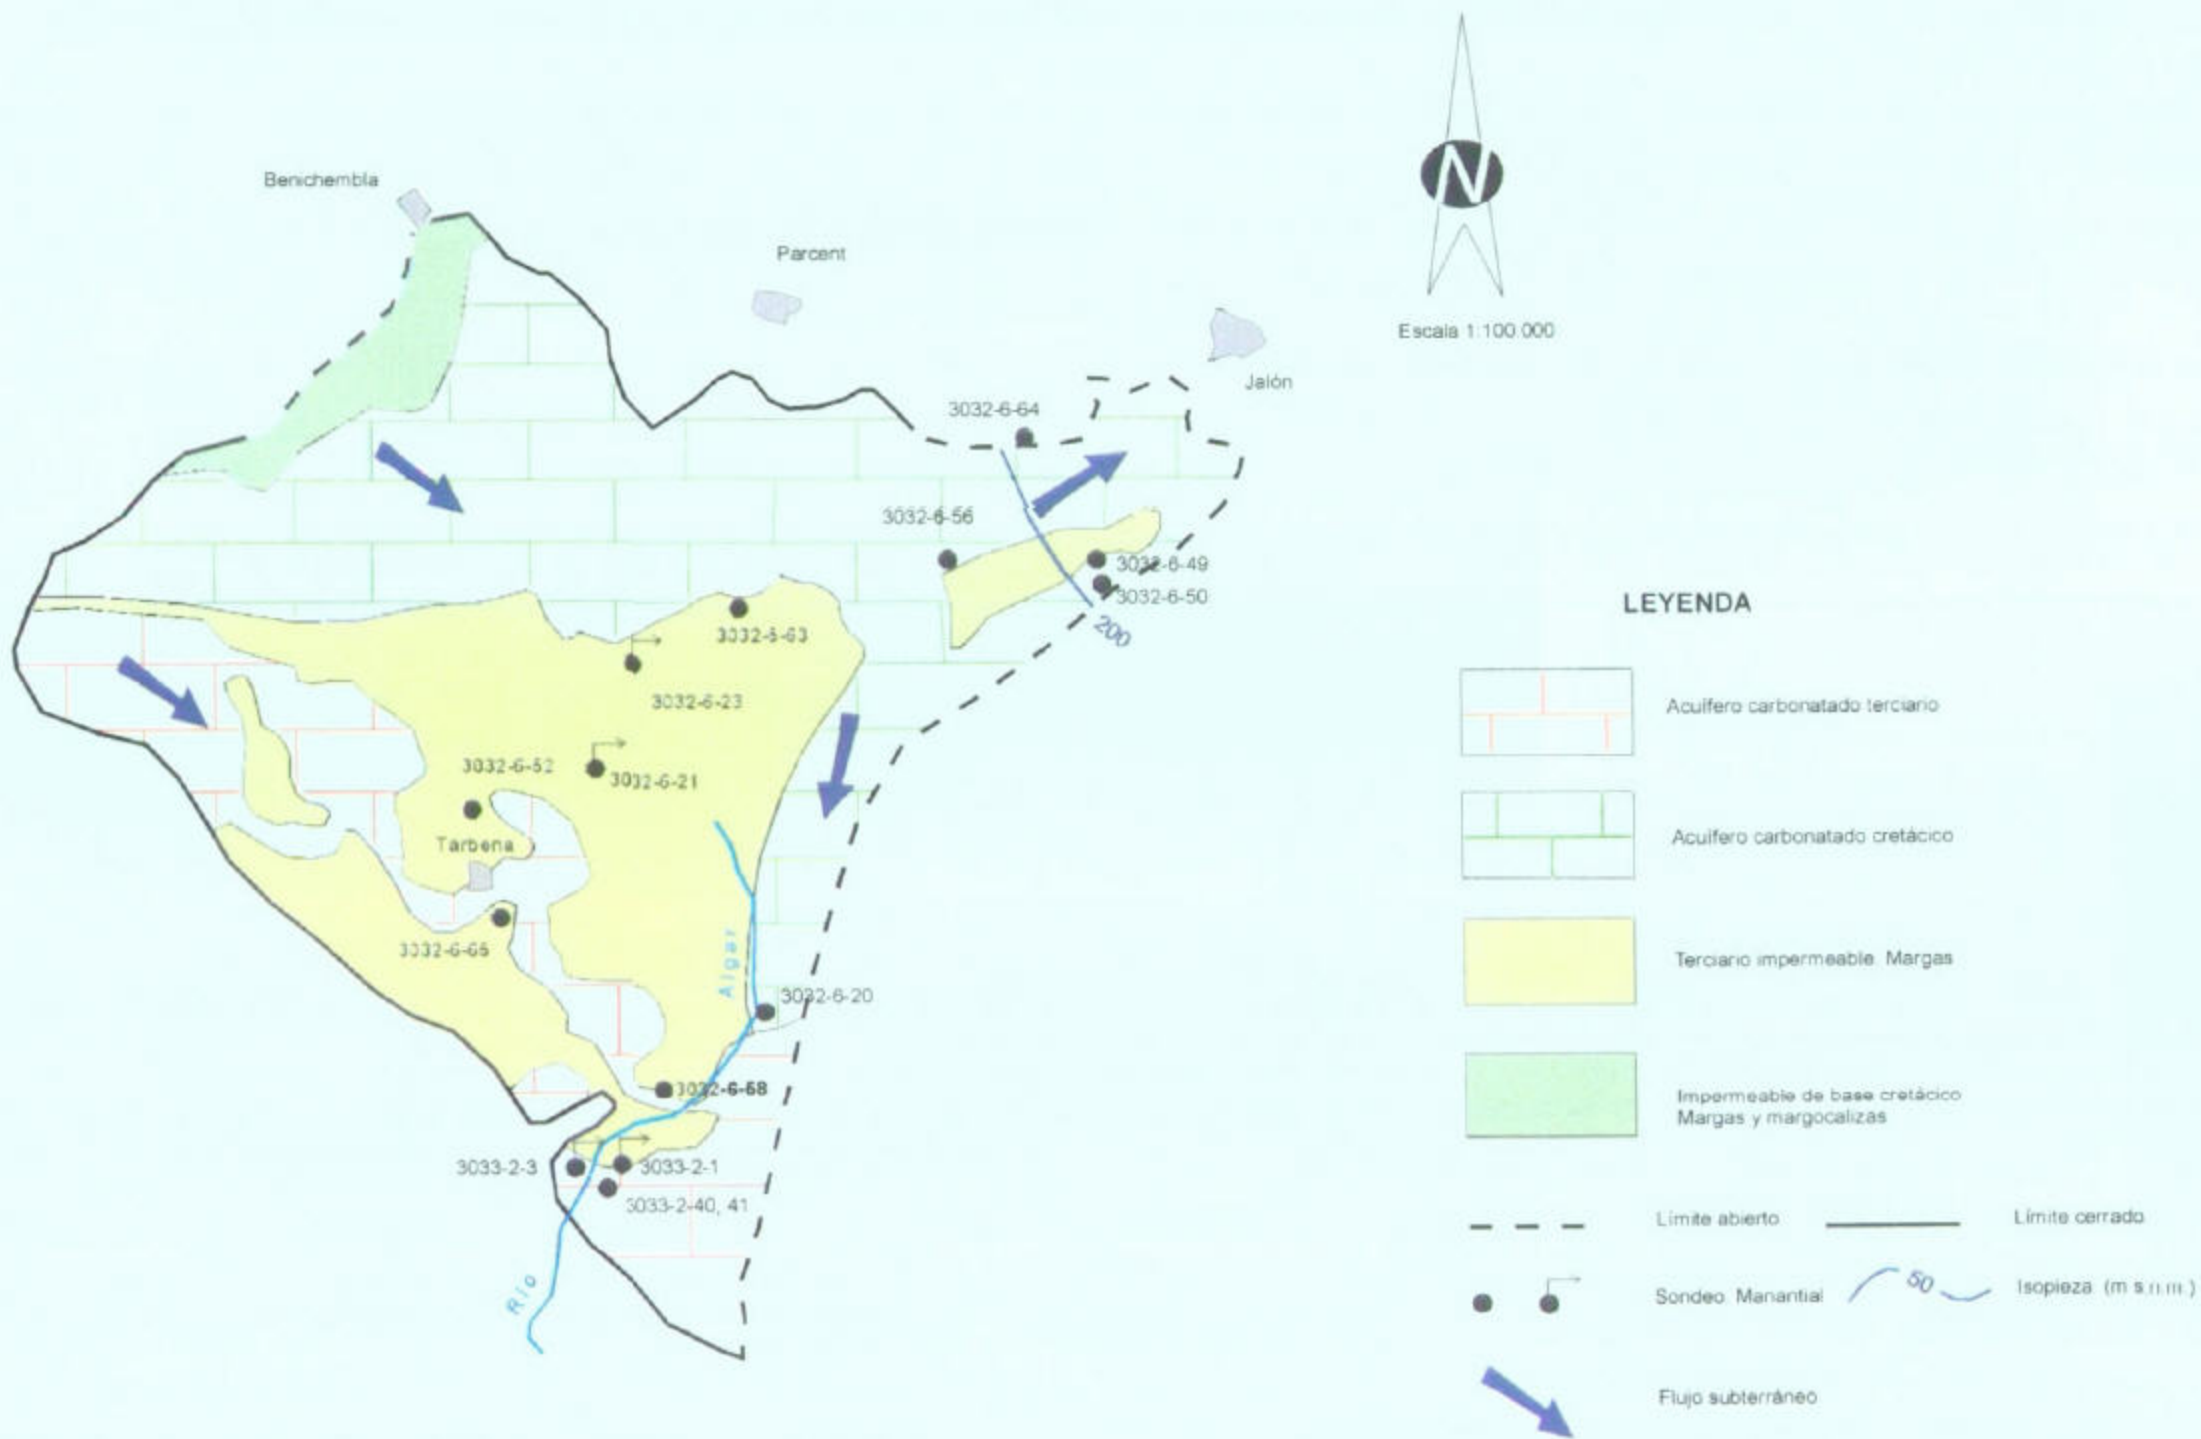 Benichembla
Parcent
N
Escala 1:100.000
Jalón
3032-6-64
3032-6-56
3032-6-49
3032-6-50
200
3032-6-63
3032-6-23
3032-6-52
3032-6-21
Tarbena
3032-6-65
Algar
3032-6-20
3032-6-68
3033-2-3
3033-2-1
3033-2-40, 41
Río
LEYENDA
Acuífero carbonatado terciario
Acuífero carbonatado cretácico
Terciario impermeable. Margas
Impermeable de base cretácico
Margas y margocalizas
Límite abierto
Límite cerrado
Sondeo. Manantial
50
Isopieza (m s.n.m.)
Flujo subterráneo